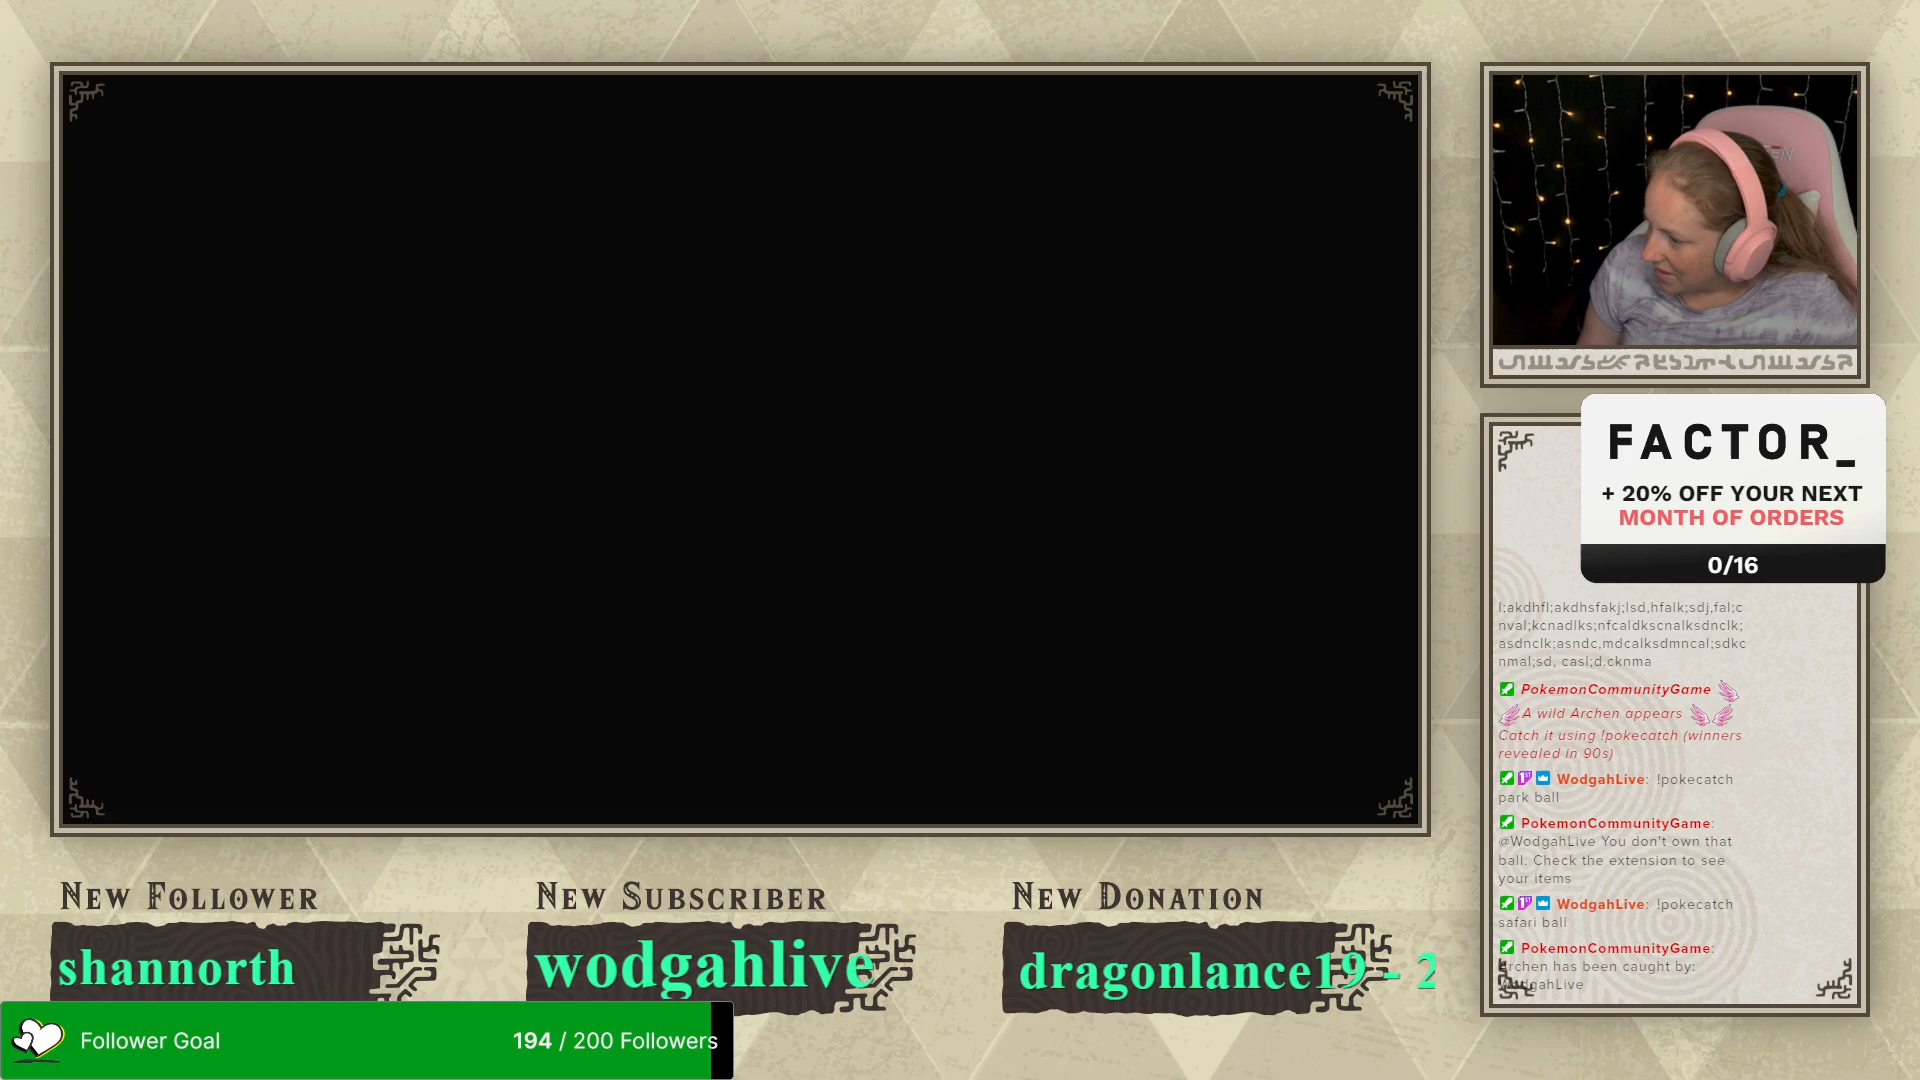 FACTOR_
+ 20% OFF YOUR NEXT
MONTH OF ORDERS
0/16
l;akdhfl;akdhsfakj;lsd,hfalk;sdj,fal;c
nval;kcnadlks;nfcaldkscnalksdnclk;
asdnclk;asndc,mdcalksdmncal;sdkc
nmal;sd, casl;d.cknma
PokemonCommunityGame
A wild Archen appears
Catch it using !pokecatch (winners
revealed in 90s)
WodgahLive: !pokecatch
park ball
PokemonCommunityGame:
@WodgahLive You don't own that
ball. Check the extension to see
your items
WodgahLive: !pokecatch
safari ball
PokemonCommunityGame:
Archen has been caught by:
WodgahLive
New Follower
shannorth
New Subscriber
wodgahlive
New Donation
dragonlance19 - 2
Follower Goal
194 / 200 Followers